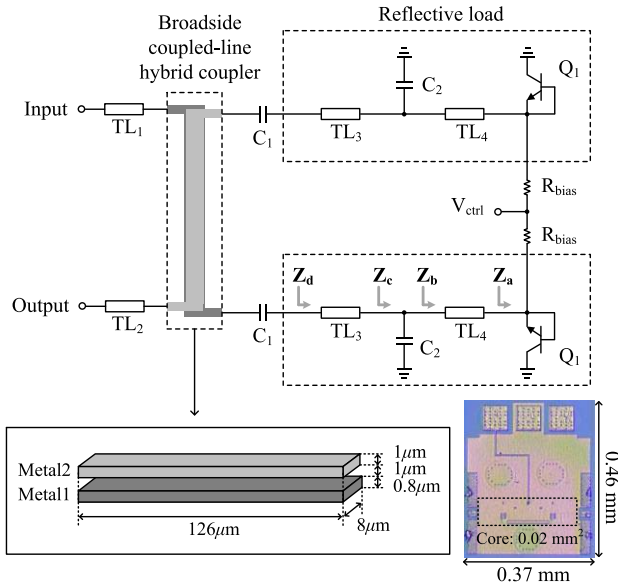 Broadside
coupled-line
hybrid coupler
Reflective load
Input
TL1
C1
TL3
C2
TL4
Q1
Rbias
Vctrl
Rbias
Output
TL2
C1
Zd
TL3
Zc
C2
Zb
TL4
Za
Q1
Metal2
Metal1
1μm
1μm
0.8μm
126μm
8μm
Core: 0.02 mm2
0.46 mm
0.37 mm